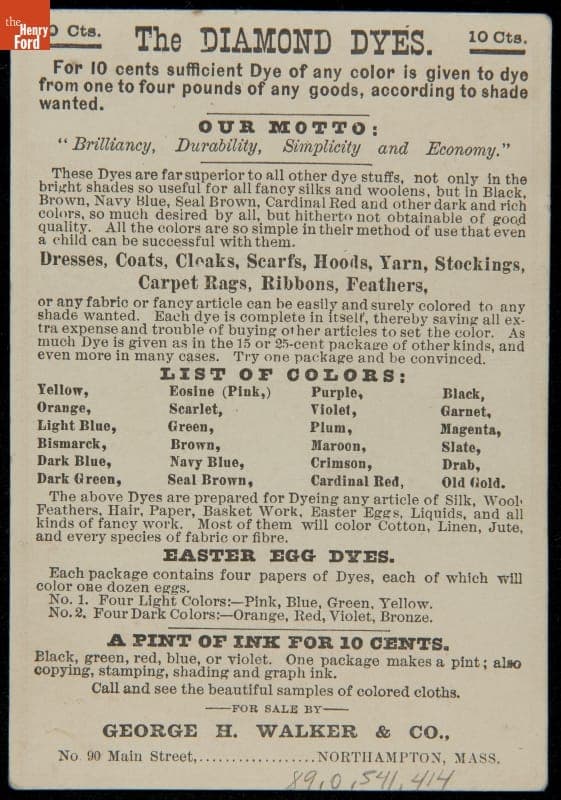 the
Henry
Ford
0 Cts.
The DIAMOND DYES.
10 Cts.
For 10 cents sufficient Dye of any color is given to dye
from one to four pounds of any goods, according to shade
wanted.
OUR MOTTO:
"Brilliancy, Durability, Simplicity and Economy."
These Dyes are far superior to all other dye stuffs, not only in the
bright shades so useful for all fancy silks and woolens, but in Black,
Brown, Navy Blue, Seal Brown, Cardinal Red and other dark and rich
colors, so much desired by all, but hitherto not obtainable of good
quality. All the colors are so simple in their method of use that even
a child can be successful with them.
Dresses, Coats, Cloaks, Scarfs, Hoods, Yarn, Stockings,
Carpet Rags, Ribbons, Feathers,
or any fabric or fancy article can be easily and surely colored to any
shade wanted. Each dye is complete in itself, thereby saving all ex-
tra expense and trouble of buying other articles to set the color. As
much Dye is given as in the 15 or 25-cent package of other kinds, and
even more in many cases. Try one package and be convinced.
LIST OF COLORS:
Yellow, Eosine (Pink,) Purple, Black,
Orange, Scarlet, Violet, Garnet,
Light Blue, Green, Plum, Magenta,
Bismarck, Brown, Maroon, Slate,
Dark Blue, Navy Blue, Crimson, Drab,
Dark Green, Seal Brown, Cardinal Red, Old Gold.
The above Dyes are prepared for Dyeing any article of Silk, Wool,
Feathers, Hair, Paper, Basket Work, Easter Eggs, Liquids, and all
kinds of fancy work. Most of them will color Cotton, Linen, Jute,
and every species of fabric or fibre.
EASTER EGG DYES.
Each package contains four papers of Dyes, each of which will
color one dozen eggs.
No. 1. Four Light Colors:—Pink, Blue, Green, Yellow.
No. 2. Four Dark Colors:—Orange, Red, Violet, Bronze.
A PINT OF INK FOR 10 CENTS.
Black, green, red, blue, or violet. One package makes a pint; also
copying, stamping, shading and graph ink.
Call and see the beautiful samples of colored cloths.
—FOR SALE BY—
GEORGE H. WALKER & CO.,
No. 90 Main Street,.................NORTHAMPTON, MASS.
89.0.541.414